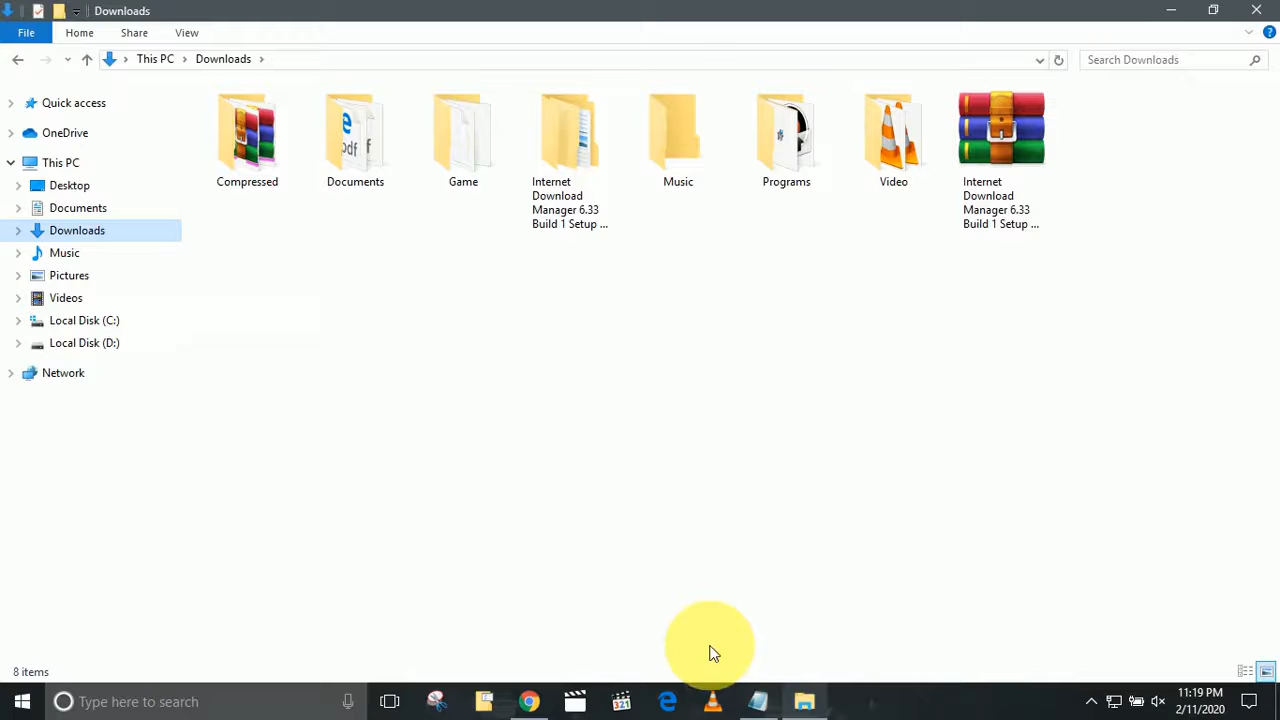 Downloads
File Home Share View
This PC Downloads
Search Downloads
Quick access
OneDrive
This PC
Desktop
Documents
Downloads
Music
Pictures
Videos
Local Disk (C:)
Local Disk (D:)
Network
Compressed
Documents
pdf
Game
Internet
Download
Manager 6.33
Build 1 Setup ...
Music
Programs
Video
Internet
Download
Manager 6.33
Build 1 Setup ...
8 items
Type here to search
321
11:19 PM
2/11/2020